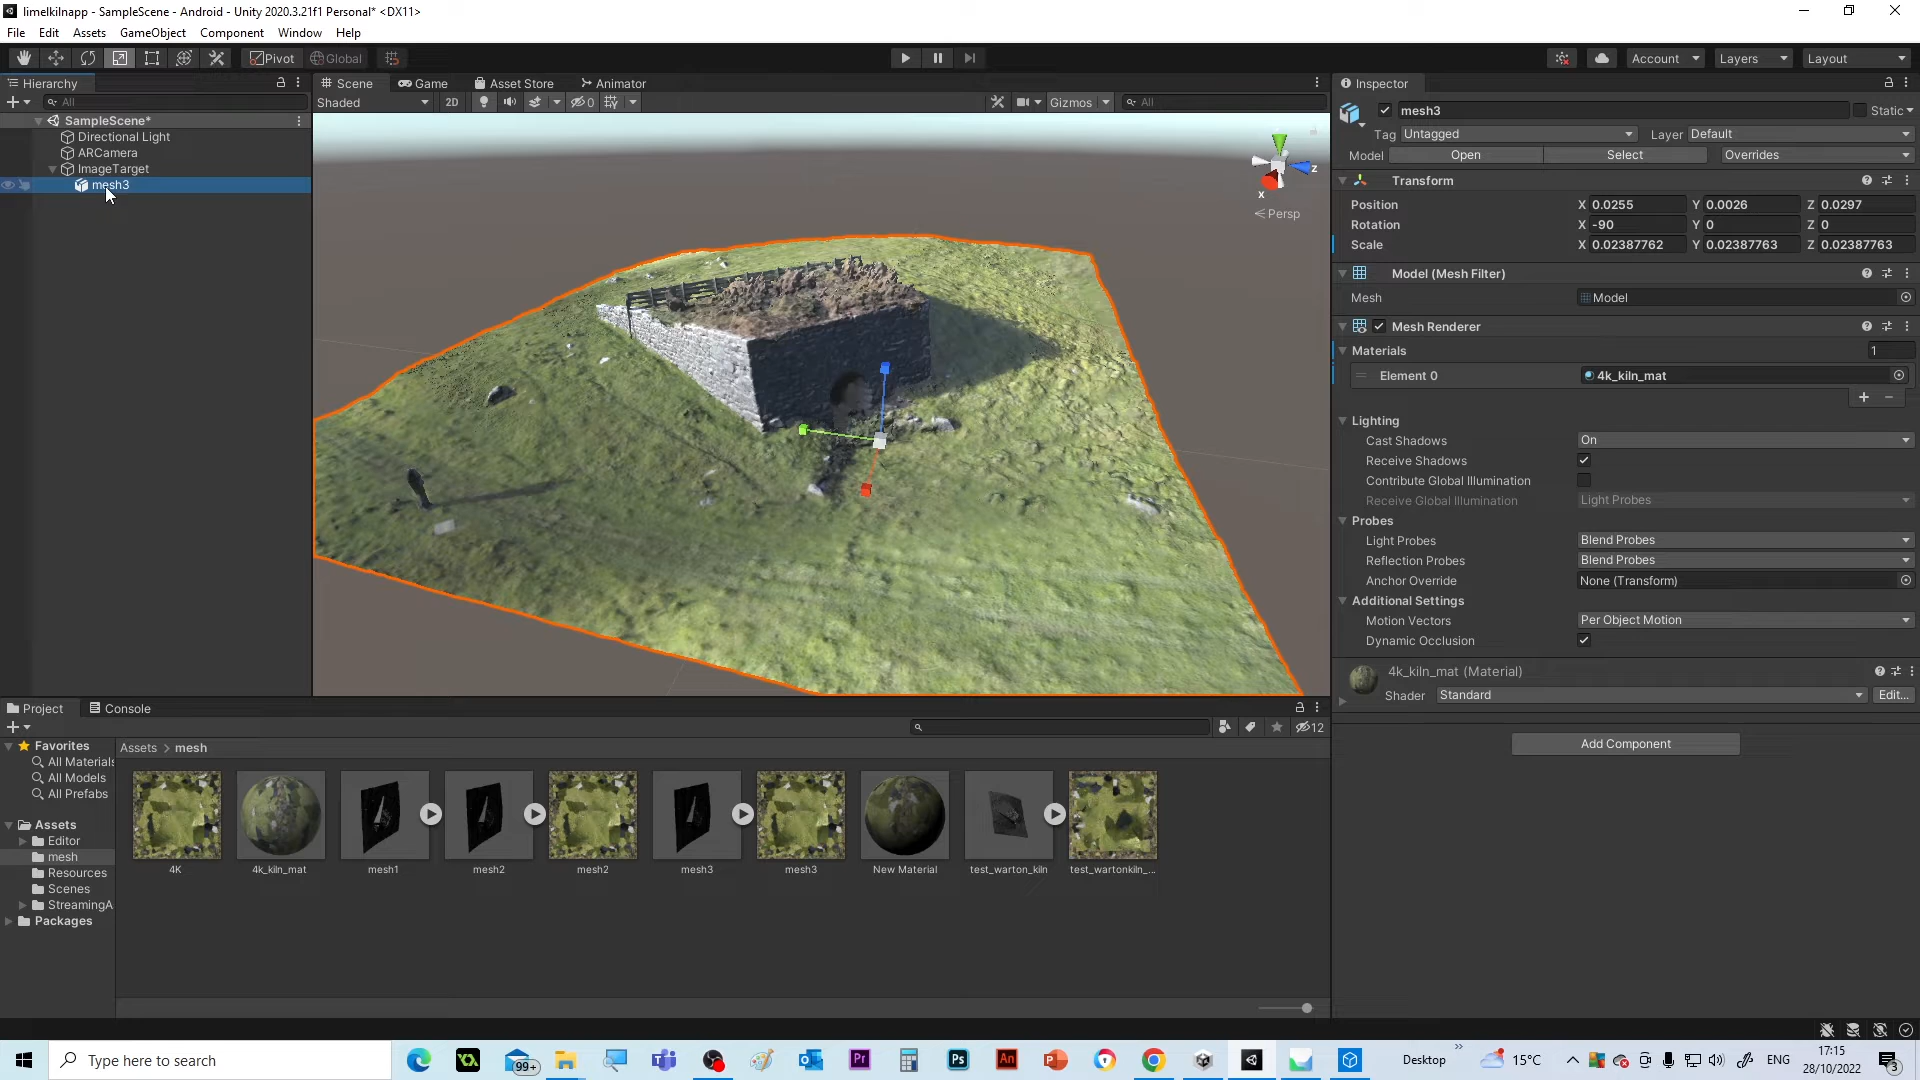 limelkilnapp - SampleScene - Android - Unity 2020.3.21f1 Personal* <DX11>
File Edit Assets GameObject Component Window Help
Pivot Global Account Layers Layout
Hierarchy
All
SampleScene*
Directional Light
ARCamera
ImageTarget
mesh3
Scene Game Asset Store Animator
Shaded 2D 0 Gizmos All
z
x
Persp
Inspector
mesh3 Static
Tag Untagged Layer Default
Model Open Select Overrides
Transform
Position X 0.0255 Y 0.0026 Z 0.0297
Rotation X -90 Y 0 Z 0
Scale X 0.02387762 Y 0.02387763 Z 0.02387763
Model (Mesh Filter)
Mesh Model
Mesh Renderer
Materials 1
Element 0 4k_kiln_mat
Lighting
Cast Shadows On
Receive Shadows
Contribute Global Illumination
Receive Global Illumination Light Probes
Probes
Light Probes Blend Probes
Reflection Probes Blend Probes
Anchor Override None (Transform)
Additional Settings
Motion Vectors Per Object Motion
Dynamic Occlusion
4k_kiln_mat (Material)
Shader Standard Edit...
Add Component
Project Console
12
Favorites
All Materials
All Models
All Prefabs
Assets
Editor
mesh
Resources
Scenes
StreamingA
Packages
Assets > mesh
4K 4k_kiln_mat mesh1 mesh2 mesh2 mesh3 mesh3 New Material test_warton_kiln test_wartonkiln_...
Type here to search
99+ Pr Ps An Desktop 15°C ENG
17:15
28/10/2022
3